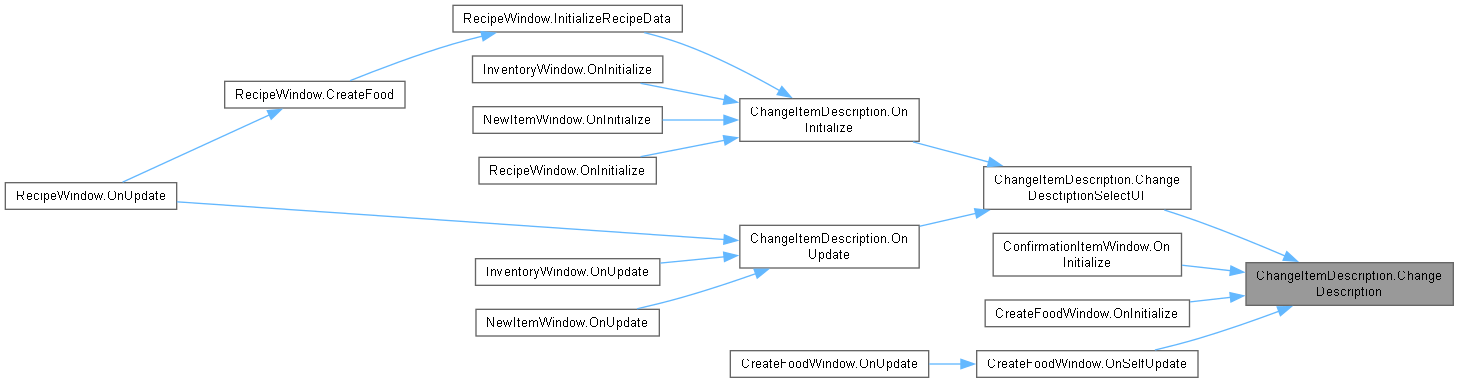 RecipeWindow.InitializeRecipeData
InventoryWindow.OnInitialize
RecipeWindow.CreateFood
ChangeItemDescription.On
Initialize
NewItemWindow.OnInitialize
RecipeWindow.OnInitialize
RecipeWindow.OnUpdate
ChangeItemDescription.Change
DesctiptionSelectUI
ChangeItemDescription.On
Update
ConfirmationItemWindow.On
Initialize
InventoryWindow.OnUpdate
ChangeItemDescription.Change
Description
CreateFoodWindow.OnInitialize
NewItemWindow.OnUpdate
CreateFoodWindow.OnUpdate
CreateFoodWindow.OnSelfUpdate